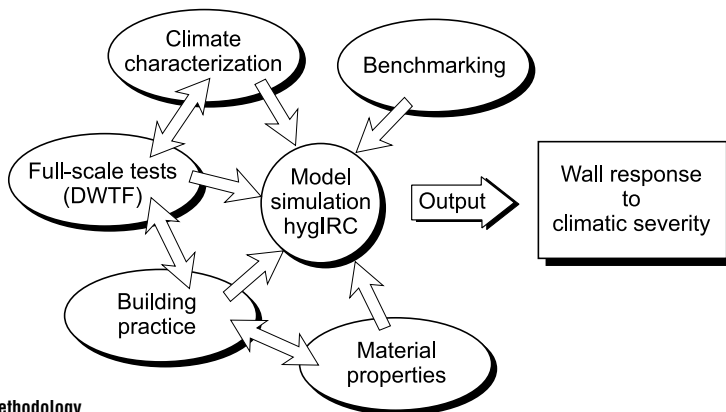 Climate
characterization
Benchmarking
Full-scale tests
(DWTF)
Model
simulation
hygIRC
Output
Wall response
to
climatic severity
Building
practice
Material
properties